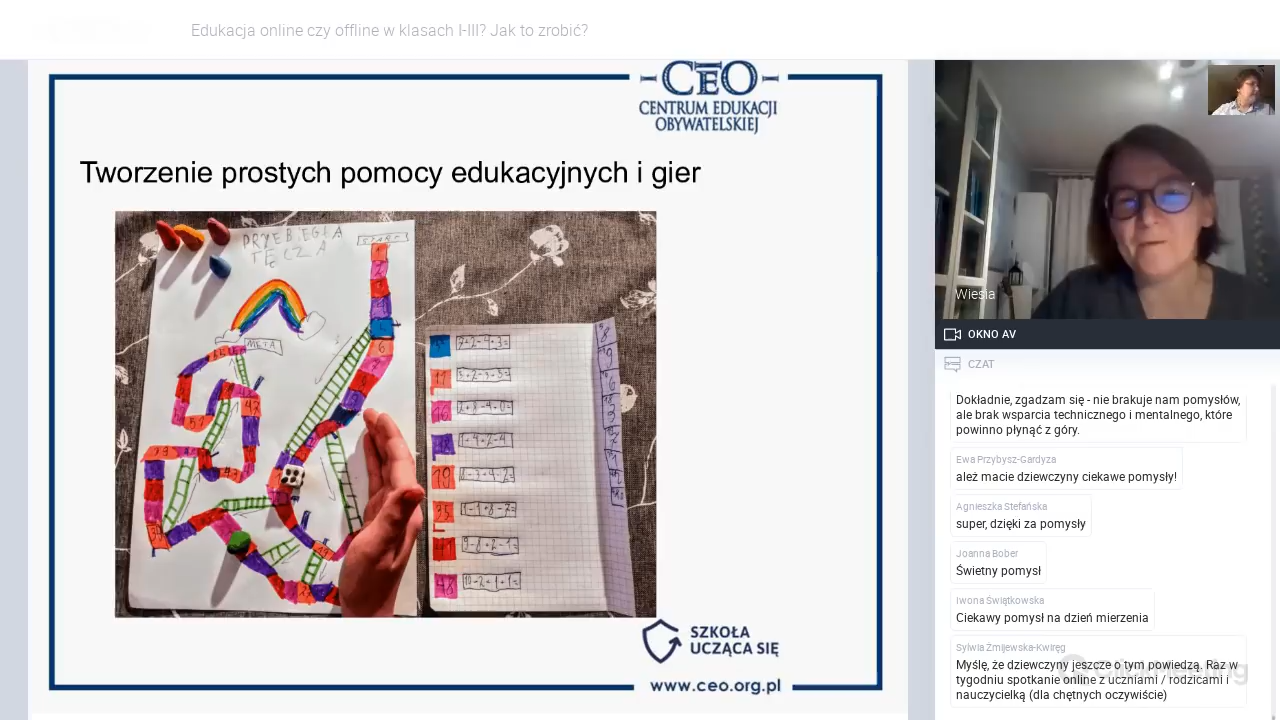 Edukacja online czy offline w klasach I-III? Jak to zrobić?
CEO
CENTRUM EDUKACJI
OBYWATELSKIEJ
Tworzenie prostych pomocy edukacyjnych i gier
PRZEBIEGŁA
TĘCZA
START
META
SZKOŁA
UCZĄCA SIĘ
www.ceo.org.pl
Wiesia
OKNO AV
CZAT
Dokładnie, zgadzam się - nie brakuje nam pomysłów,
ale brak wsparcia technicznego i mentalnego, które
powinno płynąć z góry.
Ewa Przybysz-Gardyza
ależ macie dziewczyny ciekawe pomysły!
Agnieszka Stefańska
super, dzięki za pomysły
Joanna Bober
Świetny pomysł
Iwona Świątkowska
Ciekawy pomysł na dzień mierzenia
Sylwia Żmijewska-Kwiręg
Myślę, że dziewczyny jeszcze o tym powiedzą. Raz w
tygodniu spotkanie online z uczniami / rodzicami i
nauczycielką (dla chętnych oczywiście)